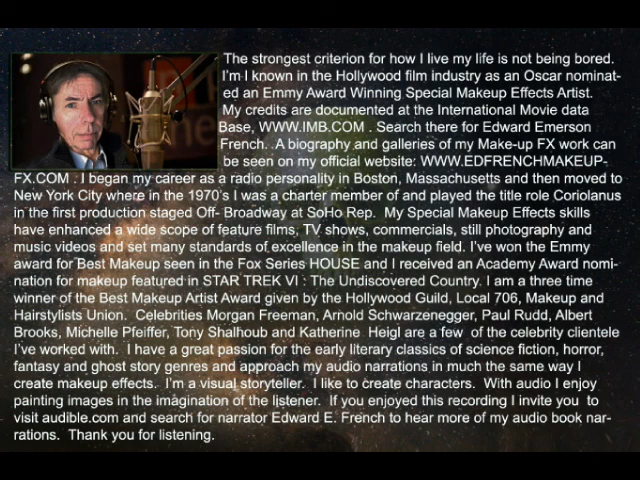 The strongest criterion for how I live my life is not being bored.
I'm I known in the Hollywood film industry as an Oscar nominat-
ed an Emmy Award Winning Special Makeup Effects Artist.
My credits are documented at the International Movie data
Base, WWW.IMB.COM . Search there for Edward Emerson
French. .A biography and galleries of my Make-up FX work can
be seen on my official website: WWW.EDFRENCHMAKEUP-
FX.COM . I began my career as a radio personality in Boston, Massachusetts and then moved to
New York City where in the 1970's I was a charter member of and played the title role Coriolanus
in the first production staged Off- Broadway at SoHo Rep.  My Special Makeup Effects skills
have enhanced a wide scope of feature films, TV shows, commercials, still photography and
music videos and set many standards of excellence in the makeup field. I've won the Emmy
award for Best Makeup seen in the Fox Series HOUSE and I received an Academy Award nomi-
nation for makeup featured in STAR TREK VI : The Undiscovered Country. I am a three time
winner of the Best Makeup Artist Award given by the Hollywood Guild, Local 706, Makeup and
Hairstylists Union.  Celebrities Morgan Freeman, Arnold Schwarzenegger, Paul Rudd, Albert
Brooks, Michelle Pfeiffer, Tony Shalhoub and Katherine  Heigl are a few  of the celebrity clientele
I've worked with.  I have a great passion for the early literary classics of science fiction, horror,
fantasy and ghost story genres and approach my audio narrations in much the same way I
create makeup effects.  I'm a visual storyteller.  I like to create characters.  With audio I enjoy
painting images in the imagination of the listener.  If you enjoyed this recording I invite you  to
visit audible.com and search for narrator Edward E. French to hear more of my audio book nar-
rations.  Thank you for listening.